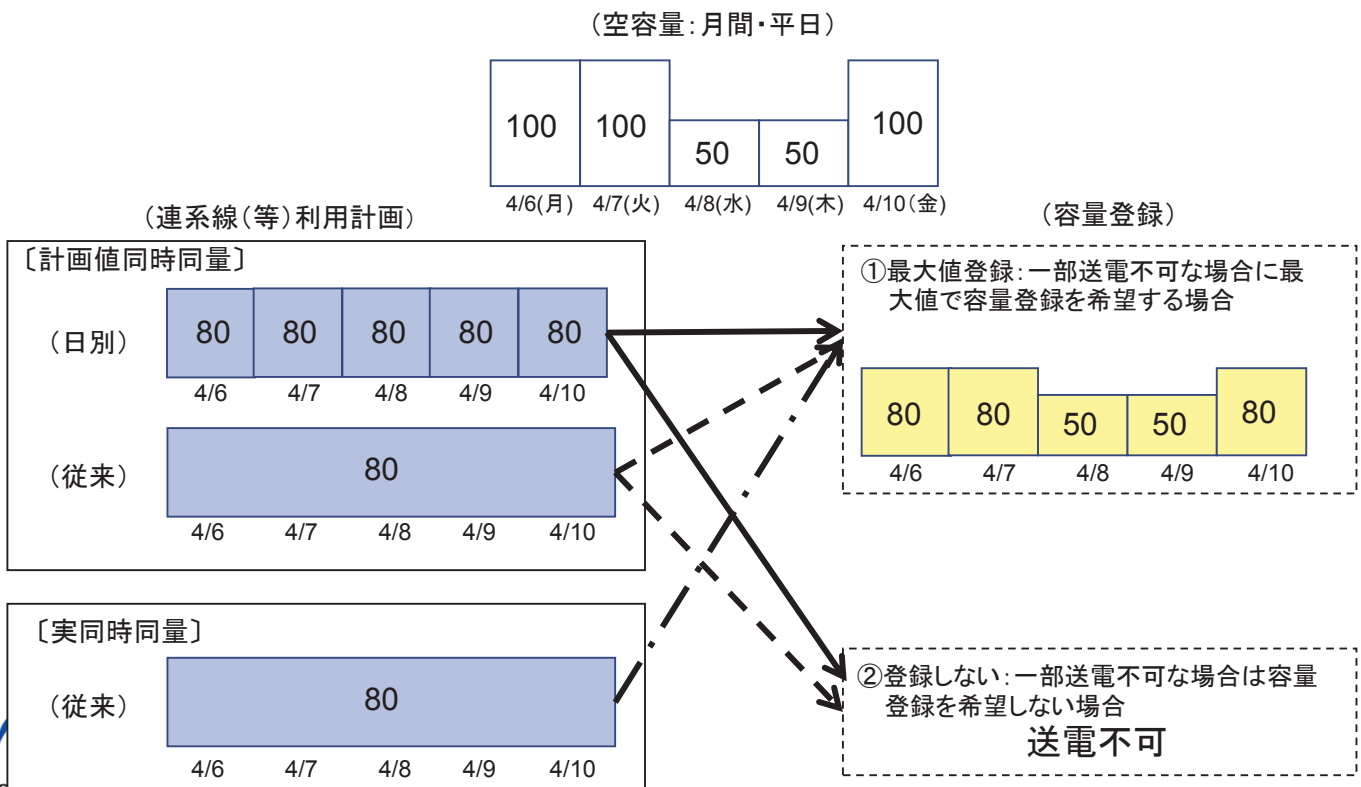 （空容量：月間・平日）
100 100 50 50 100
4/6(月) 4/7(火) 4/8(水) 4/9(木) 4/10(金)
（連系線（等）利用計画）
〔計画値同時同量〕
（日別）
80 80 80 80 80
4/6 4/7 4/8 4/9 4/10
（従来）
80
4/6 4/7 4/8 4/9 4/10
〔実同時同量〕
（従来）
80
4/6 4/7 4/8 4/9 4/10
（容量登録）
①最大値登録：一部送電不可な場合に最
大値で容量登録を希望する場合
80 80 50 50 80
4/6 4/7 4/8 4/9 4/10
②登録しない：一部送電不可な場合は容量
登録を希望しない場合
送電不可